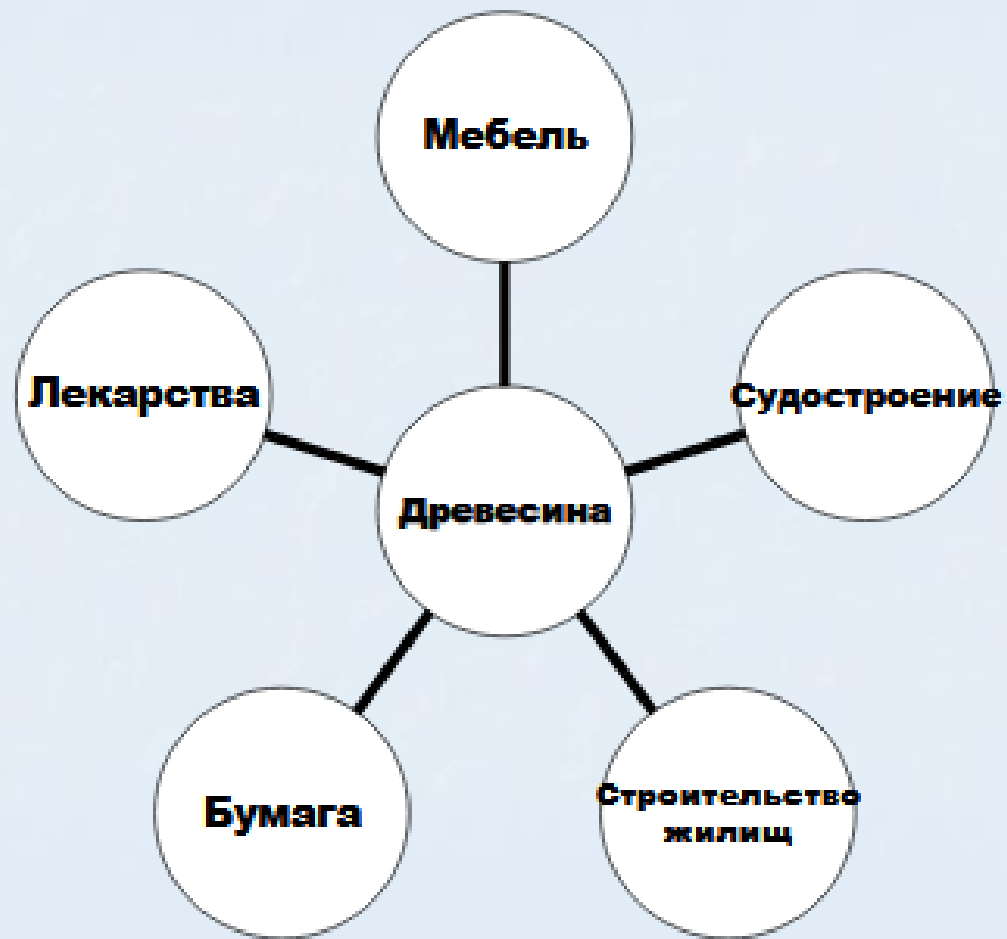 Мебель
Лекарства
Судостроение
Древесина
Бумага
Строительство
жилищ